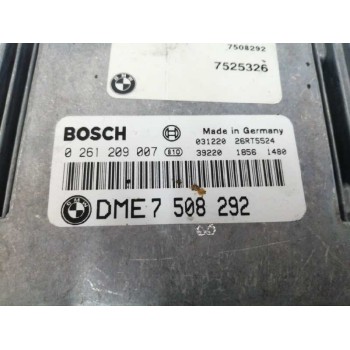 7508292
7525326
BOSCH
Made in Germany
0 261 209 007 E10
031220 26RT5524
39220 1856 1480
DME 7 508 292